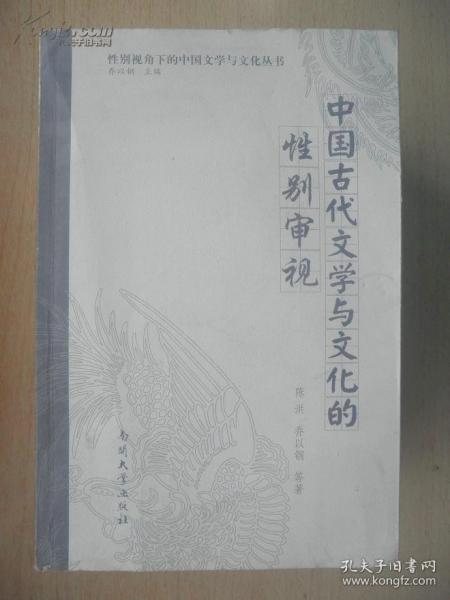 性别视角下的中国文学与文化丛书
乔以钢 主编
中国古代文学与文化的
性别审视
陈洪 乔以钢 等著
南开大学出版社
孔夫子旧书网
www.kongfz.com